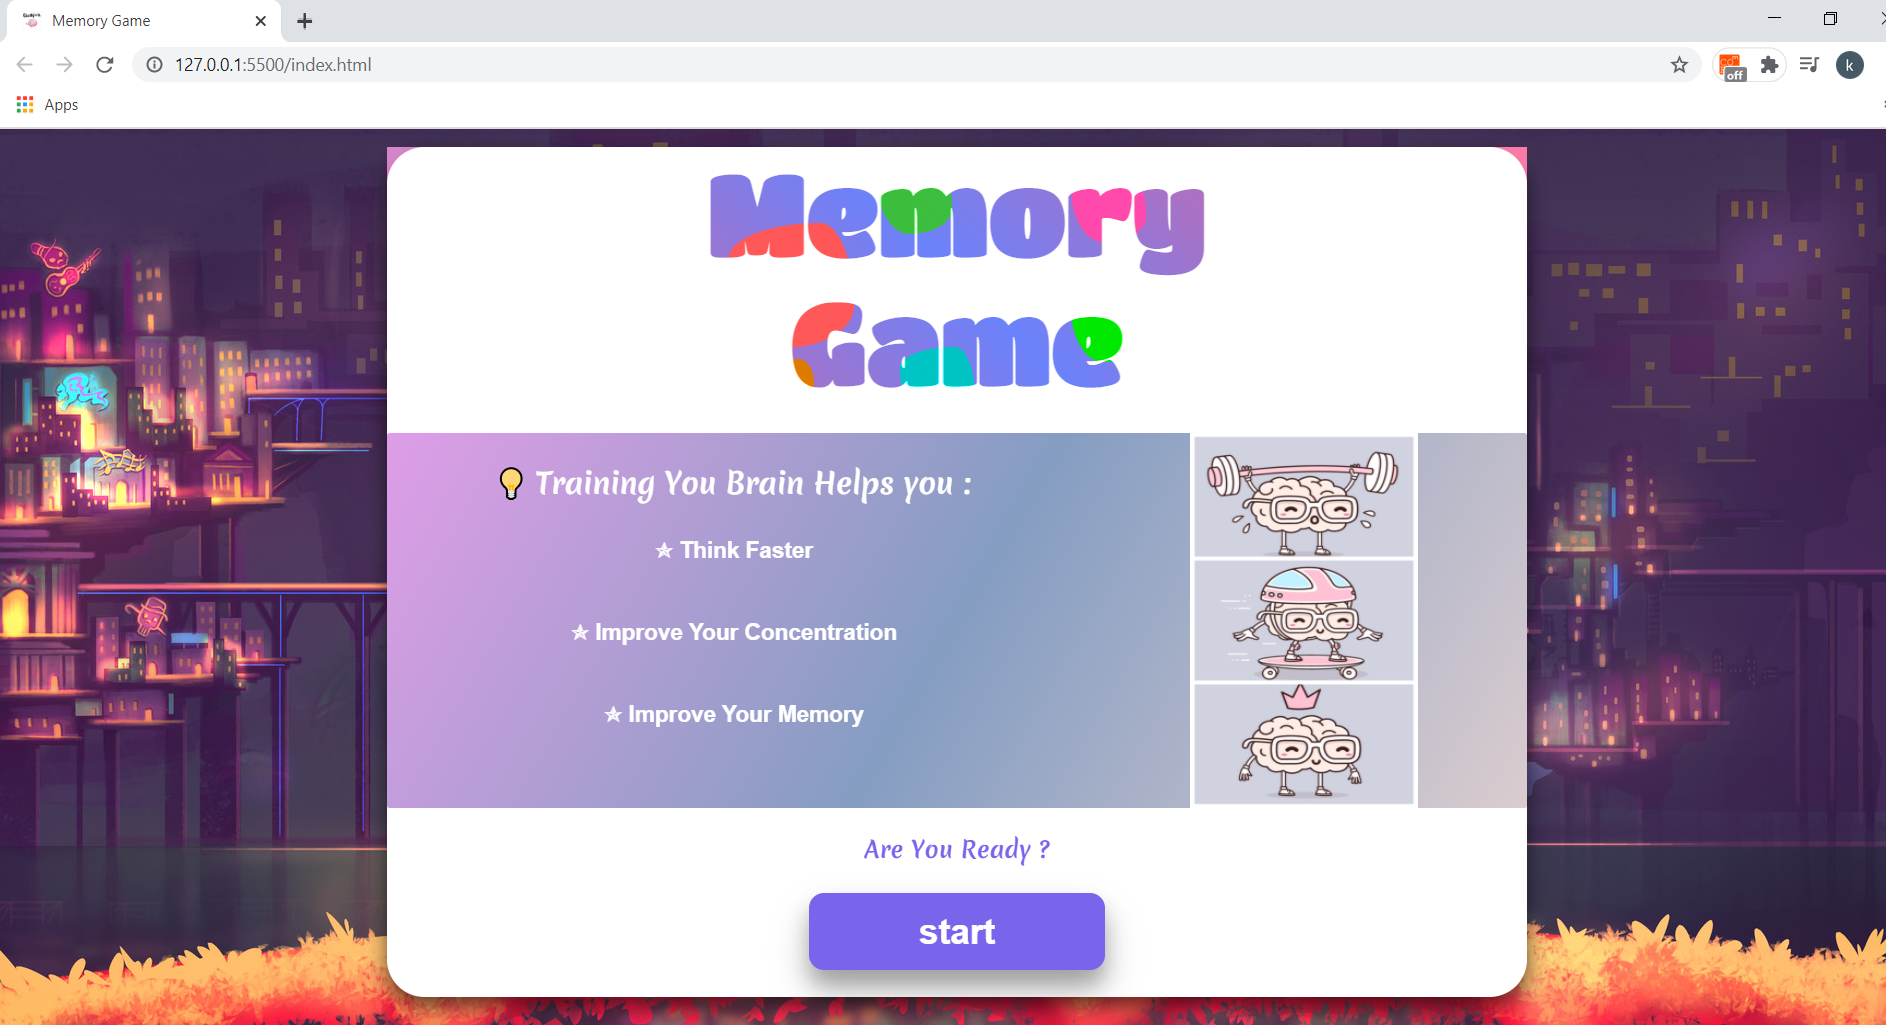 Memory Game
127.0.0.1:5500/index.html
off
k
Apps
Memory
Game
💡 Training You Brain Helps you :
✯ Think Faster
✯ Improve Your Concentration
✯ Improve Your Memory
Are You Ready ?
start